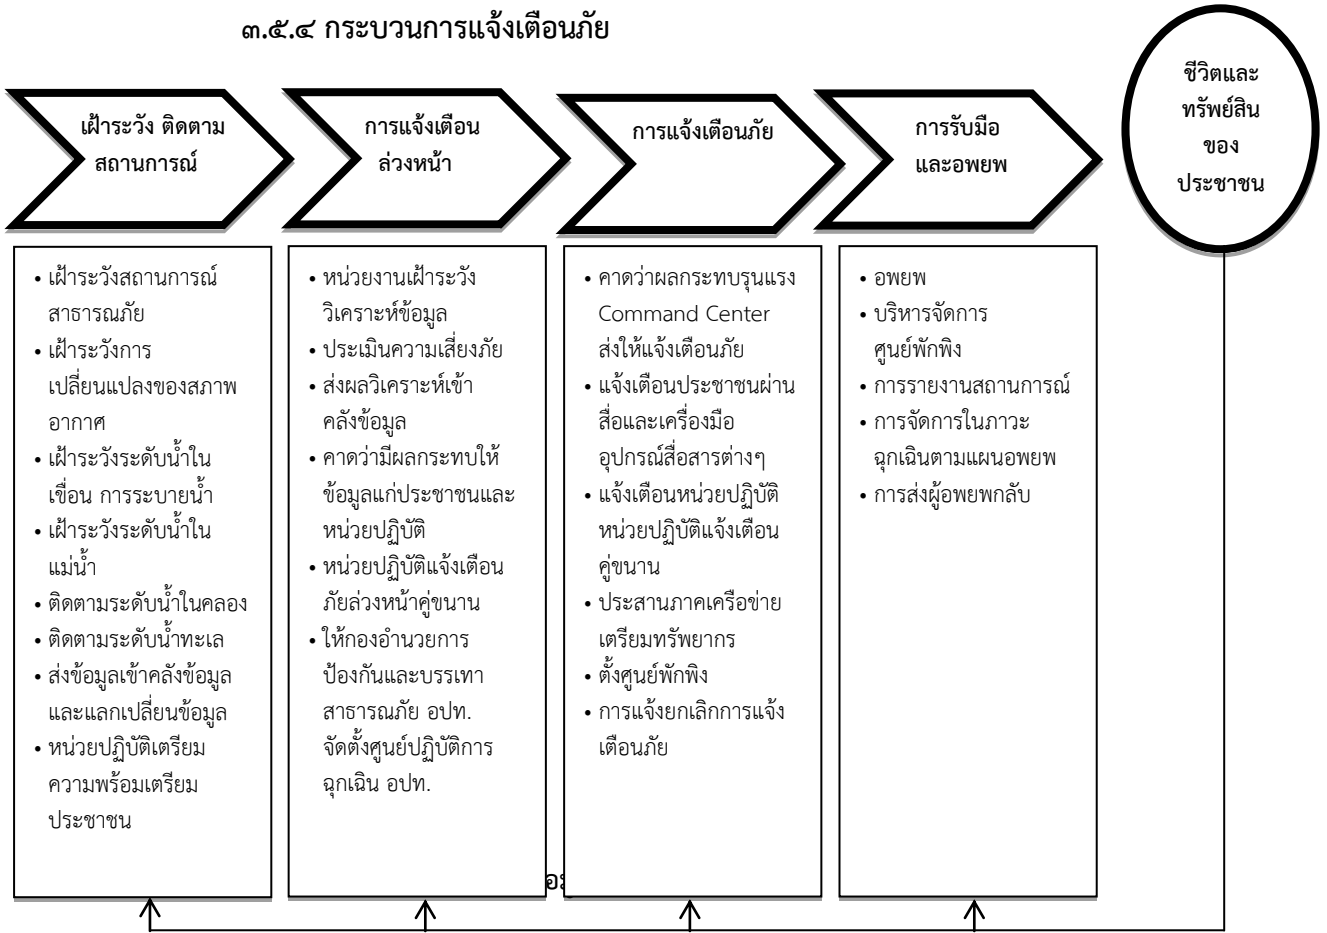 ๓.๕.๔ กระบวนการแจ้งเตือนภัย
เฝ้าระวัง ติดตาม
สถานการณ์
การแจ้งเตือน
ล่วงหน้า
การแจ้งเตือนภัย
การรับมือ
และอพยพ
ชีวิตและ
ทรัพย์สิน
ของ
ประชาชน
• เฝ้าระวังสถานการณ์
สาธารณภัย
• เฝ้าระวังการ
เปลี่ยนแปลงของสภาพ
อากาศ
• เฝ้าระวังระดับน้ำใน
เขื่อน การระบายน้ำ
• เฝ้าระวังระดับน้ำใน
แม่น้ำ
• ติดตามระดับน้ำในคลอง
• ติดตามระดับน้ำทะเล
• ส่งข้อมูลเข้าคลังข้อมูล
และแลกเปลี่ยนข้อมูล
• หน่วยปฏิบัติเตรียม
ความพร้อมเตรียม
ประชาชน
• หน่วยงานเฝ้าระวัง
วิเคราะห์ข้อมูล
• ประเมินความเสี่ยงภัย
• ส่งผลวิเคราะห์เข้า
คลังข้อมูล
• คาดว่ามีผลกระทบให้
ข้อมูลแก่ประชาชนและ
หน่วยปฏิบัติ
• หน่วยปฏิบัติแจ้งเตือน
ภัยล่วงหน้าคู่ขนาน
• ให้กองอำนวยการ
ป้องกันและบรรเทา
สาธารณภัย อปท.
จัดตั้งศูนย์ปฏิบัติการ
ฉุกเฉิน อปท.
• คาดว่าผลกระทบรุนแรง
Command Center
ส่งให้แจ้งเตือนภัย
• แจ้งเตือนประชาชนผ่าน
สื่อและเครื่องมือ
อุปกรณ์สื่อสารต่างๆ
• แจ้งเตือนหน่วยปฏิบัติ
หน่วยปฏิบัติแจ้งเตือน
คู่ขนาน
• ประสานภาคเครือข่าย
เตรียมทรัพยากร
• ตั้งศูนย์พักพิง
• การแจ้งยกเลิกการแจ้ง
เตือนภัย
• อพยพ
• บริหารจัดการ
ศูนย์พักพิง
• การรายงานสถานการณ์
• การจัดการในภาวะ
ฉุกเฉินตามแผนอพยพ
• การส่งผู้อพยพกลับ